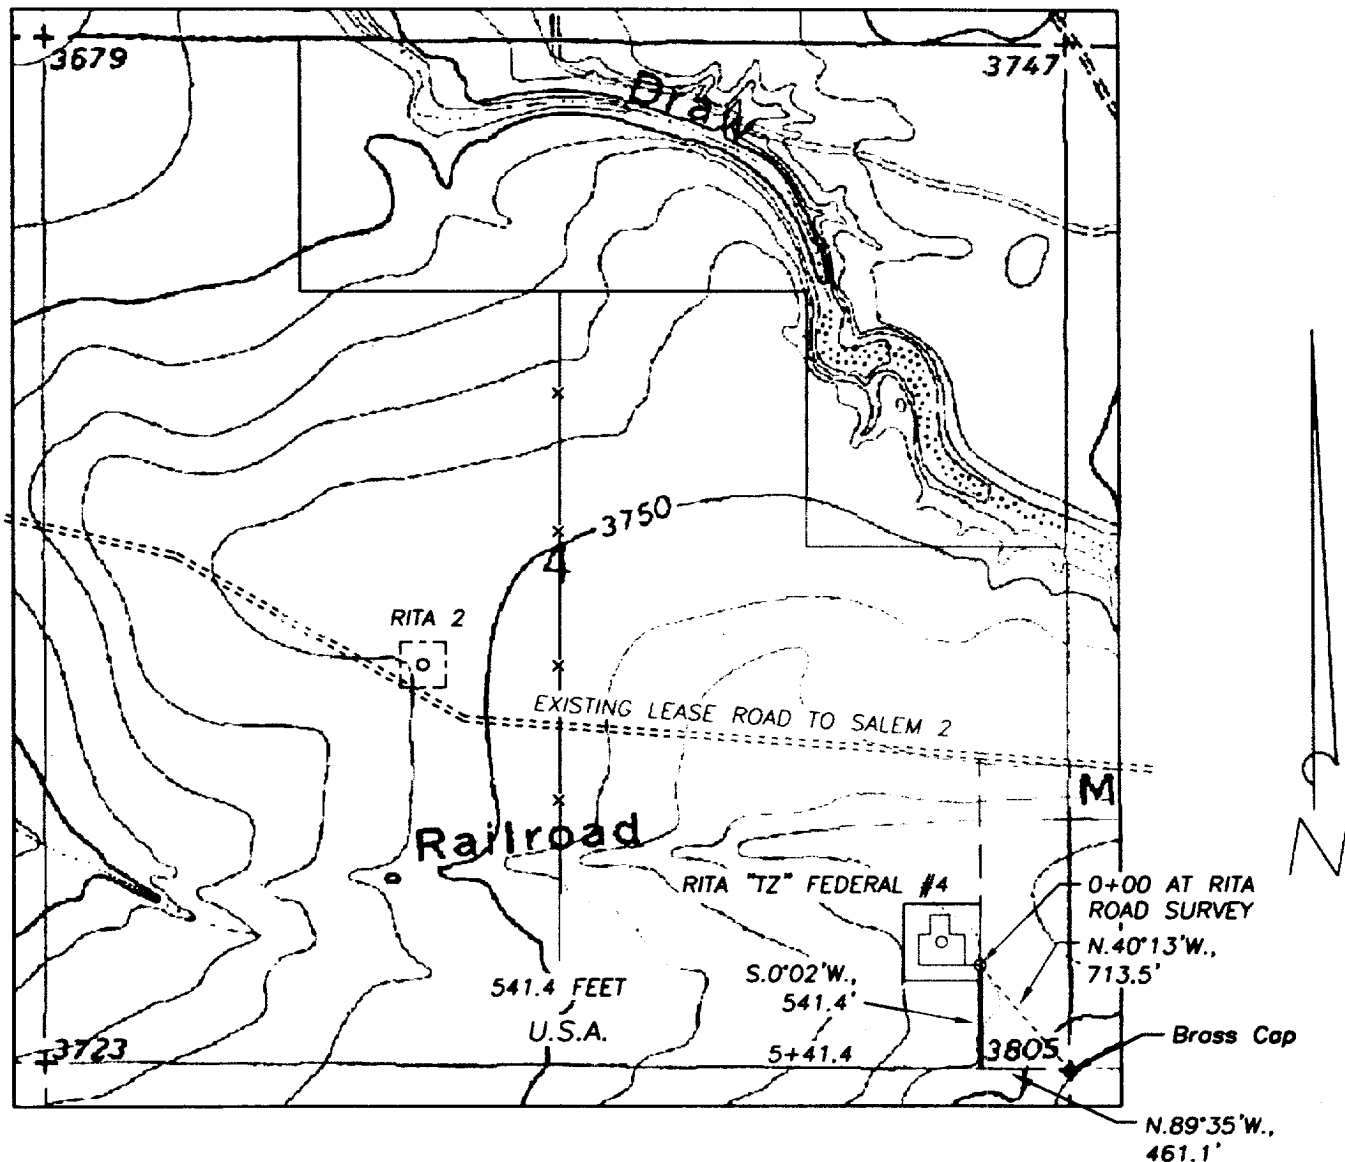 3679
3747
Draw
3750
4
RITA 2
EXISTING LEASE ROAD TO SALEM 2
M
Railroad
RITA "TZ" FEDERAL #4
0+00 AT RITA
ROAD SURVEY
N.40°13'W.,
713.5'
S.0°02'W.,
541.4'
541.4 FEET
U.S.A.
5+41.4
3723
3805
Brass Cap
N.89°35'W.,
461.1'
N